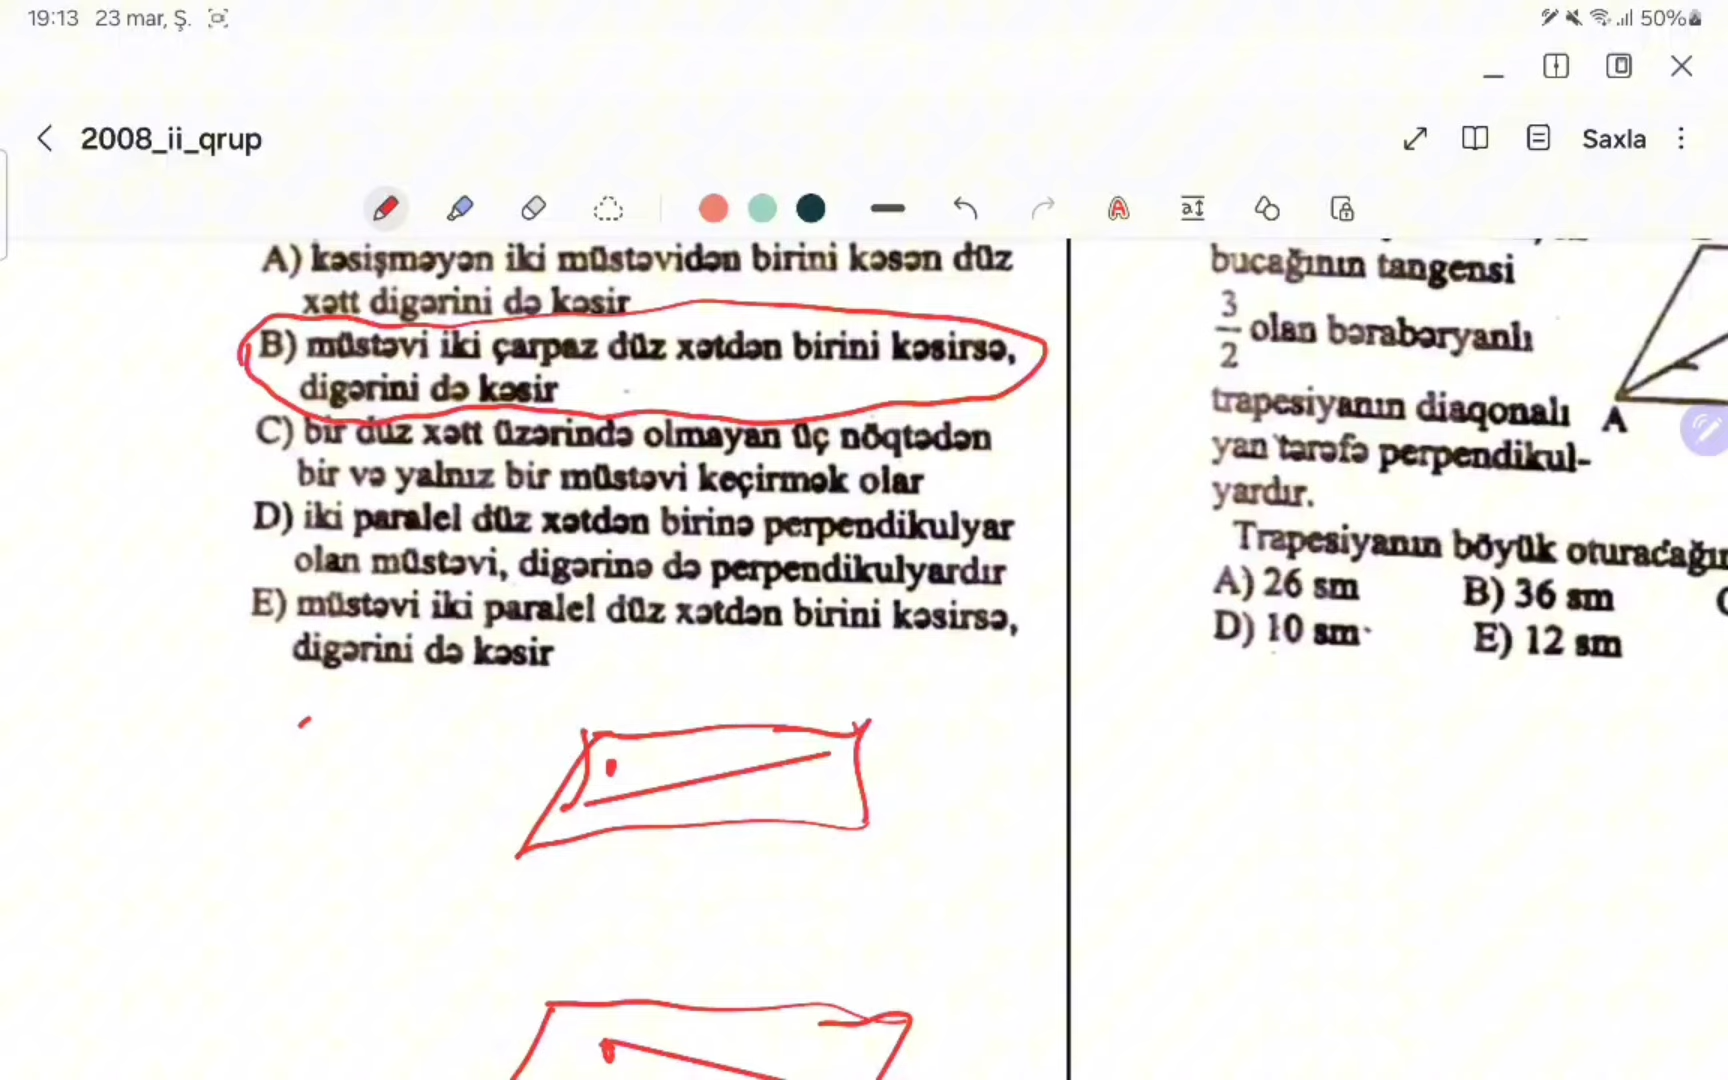 19:13 23 mar, Ş.
50%
2008_ii_qrup
Saxla
A) kəsişməyən iki müstəvidən birini kəsən düz
xətt digərini də kəsir
B) müstəvi iki çarpaz düz xətdən birini kəsirsə,
digərini də kəsir
C) bir düz xətt üzərində olmayan üç nöqtədən
bir və yalnız bir müstəvi keçirmək olar
D) iki paralel düz xətdən birinə perpendikulyar
olan müstəvi, digərinə də perpendikulyardır
E) müstəvi iki paralel düz xətdən birini kəsirsə,
digərini də kəsir
bucağının tangensi
3/2 olan bərabəryanlı
trapesiyanın diaqonalı
yan tərəfə perpendikul-
yardır.
A
Trapesiyanın böyük oturacağın
A) 26 sm B) 36 sm
D) 10 sm E) 12 sm